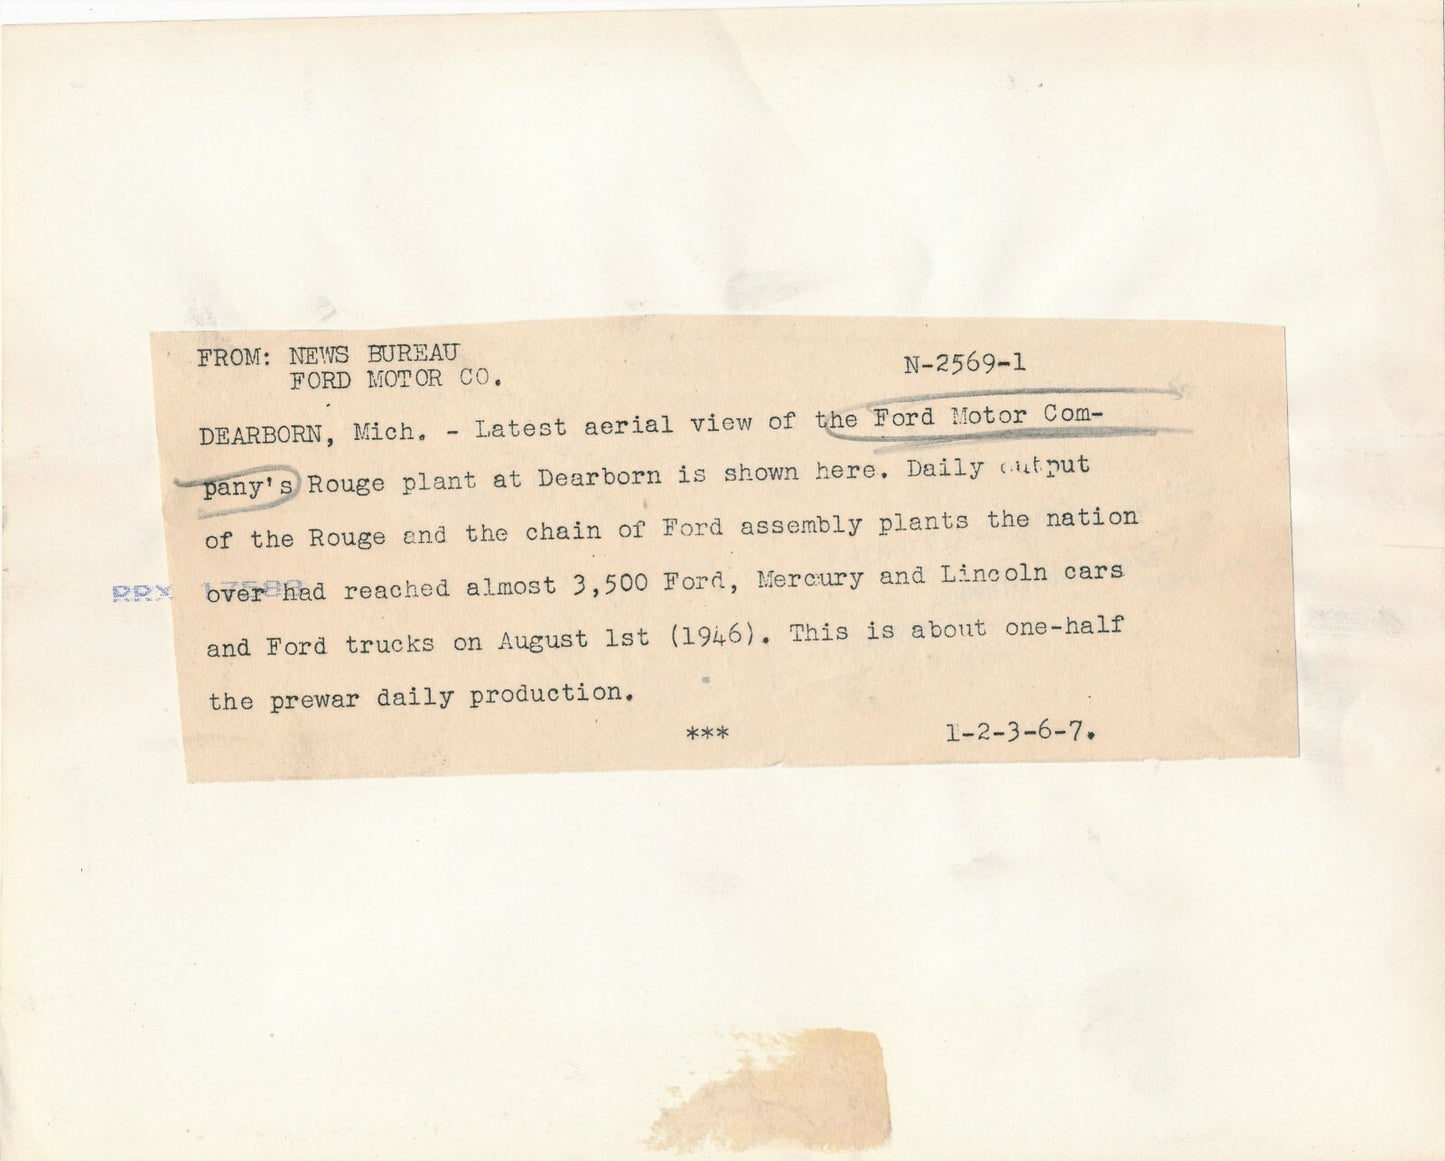 FROM: NEWS BUREAU
FORD MOTOR CO.
N-2569-1
DEARBORN, Mich. - Latest aerial view of the Ford Motor Com-
pany's Rouge plant at Dearborn is shown here. Daily output
of the Rouge and the chain of Ford assembly plants the nation
over had reached almost 3,500 Ford, Mercury and Lincoln cars
and Ford trucks on August 1st (1946). This is about one-half
the prewar daily production.
***
1-2-3-6-7.